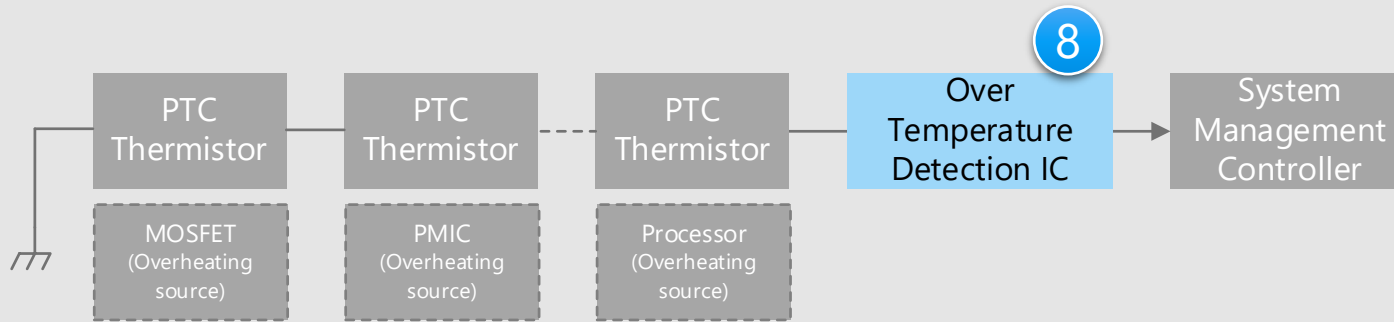 8
PTC
Thermistor
PTC
Thermistor
PTC
Thermistor
Over
Temperature
Detection IC
System
Management
Controller
MOSFET
(Overheating
source)
PMIC
(Overheating
source)
Processor
(Overheating
source)